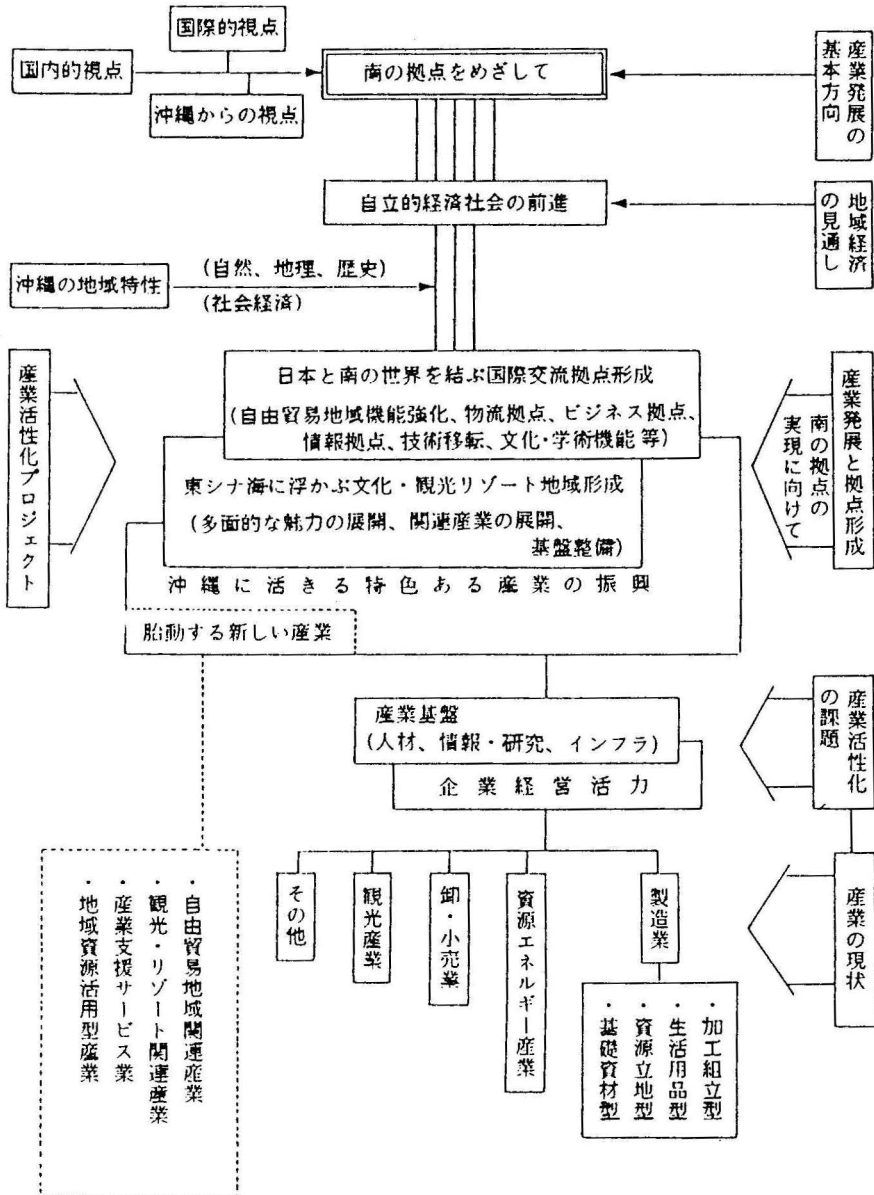 国際的視点
国内的視点
沖縄からの視点
南の拠点をめざして
産業発展の
基本方向
自立的経済社会の前進
地域経済
の見通し
沖縄の地域特性
(自然、地理、歴史)
(社会経済)
産業活性化プロジェクト
日本と南の世界を結ぶ国際交流拠点形成
(自由貿易地域機能強化、物流拠点、ビジネス拠点、
情報拠点、技術移転、文化・学術機能等)
東シナ海に浮かぶ文化・観光リゾート地域形成
(多面的な魅力の展開、関連産業の展開、
基盤整備)
沖縄に活きる特色ある産業の振興
胎動する新しい産業
産業発展と拠点形成
南の拠点の
実現に向けて
産業基盤
(人材、情報・研究、インフラ)
企業経営活力
産業活性化
の課題
その他
観光産業
卸・小売業
資源エネルギー産業
製造業
産業の現状
・加工組立型
・生活用品型
・資源立地型
・基礎資材型
・自由貿易地域関連産業
・観光・リゾート関連産業
・産業支援サービス業
・地域資源活用型産業